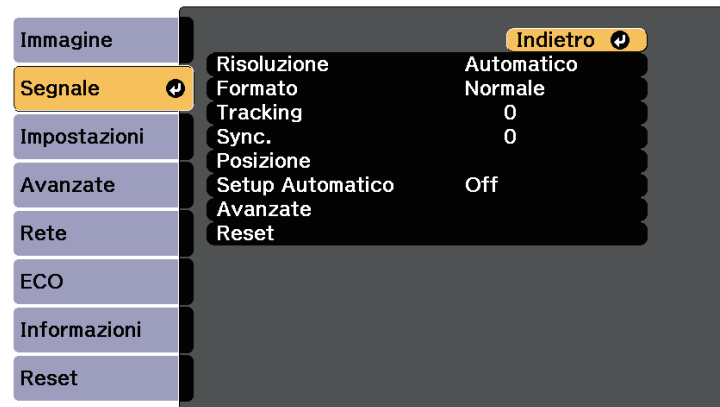 Immagine
Segnale
Impostazioni
Avanzate
Rete
ECO
Informazioni
Reset
Indietro
Risoluzione Automatico
Formato Normale
Tracking 0
Sync. 0
Posizione
Setup Automatico Off
Avanzate
Reset